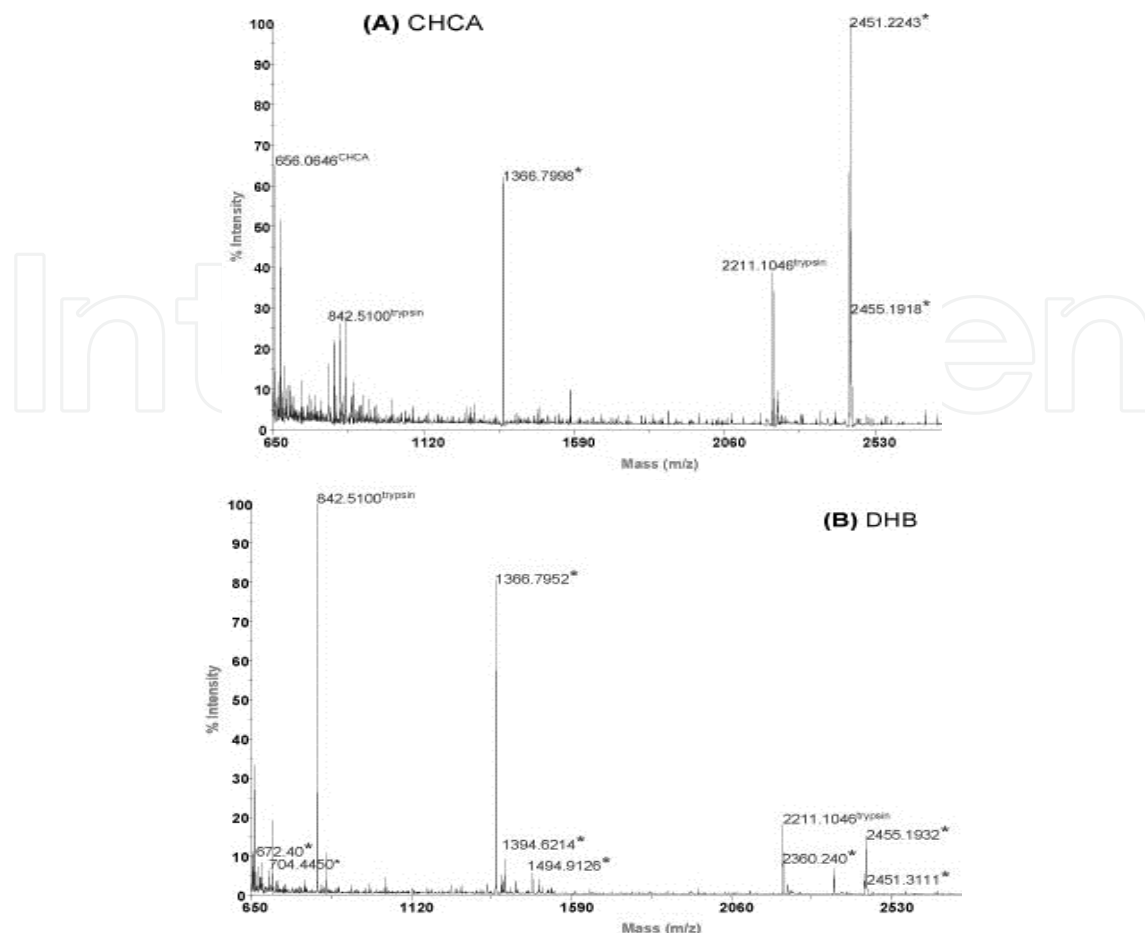 (A) CHCA
2451.2243*
100
90
80
70
656.0646CHCA
1366.7998*
60
50
% Intensity
40
2211.1046trypsin
30
842.5100trypsin
2455.1918*
20
10
0
650 1120 1590 2060 2530
Mass (m/z)
842.5100trypsin
100
(B) DHB
90
80
1366.7952*
70
60
50
% Intensity
40
30
20
2211.1046trypsin
2455.1932*
1394.6214*
672.40*
10
2360.240*
1494.9126*
704.4450*
2451.3111*
0
650 1120 1590 2060 2530
Mass (m/z)
Inten